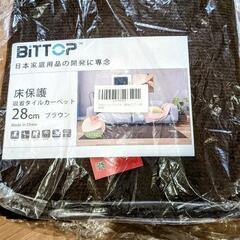 BiTTOP™
日本家庭用品の開発に専念
床保護
吸着タイルカーペット
28cm ブラウン
Made in China